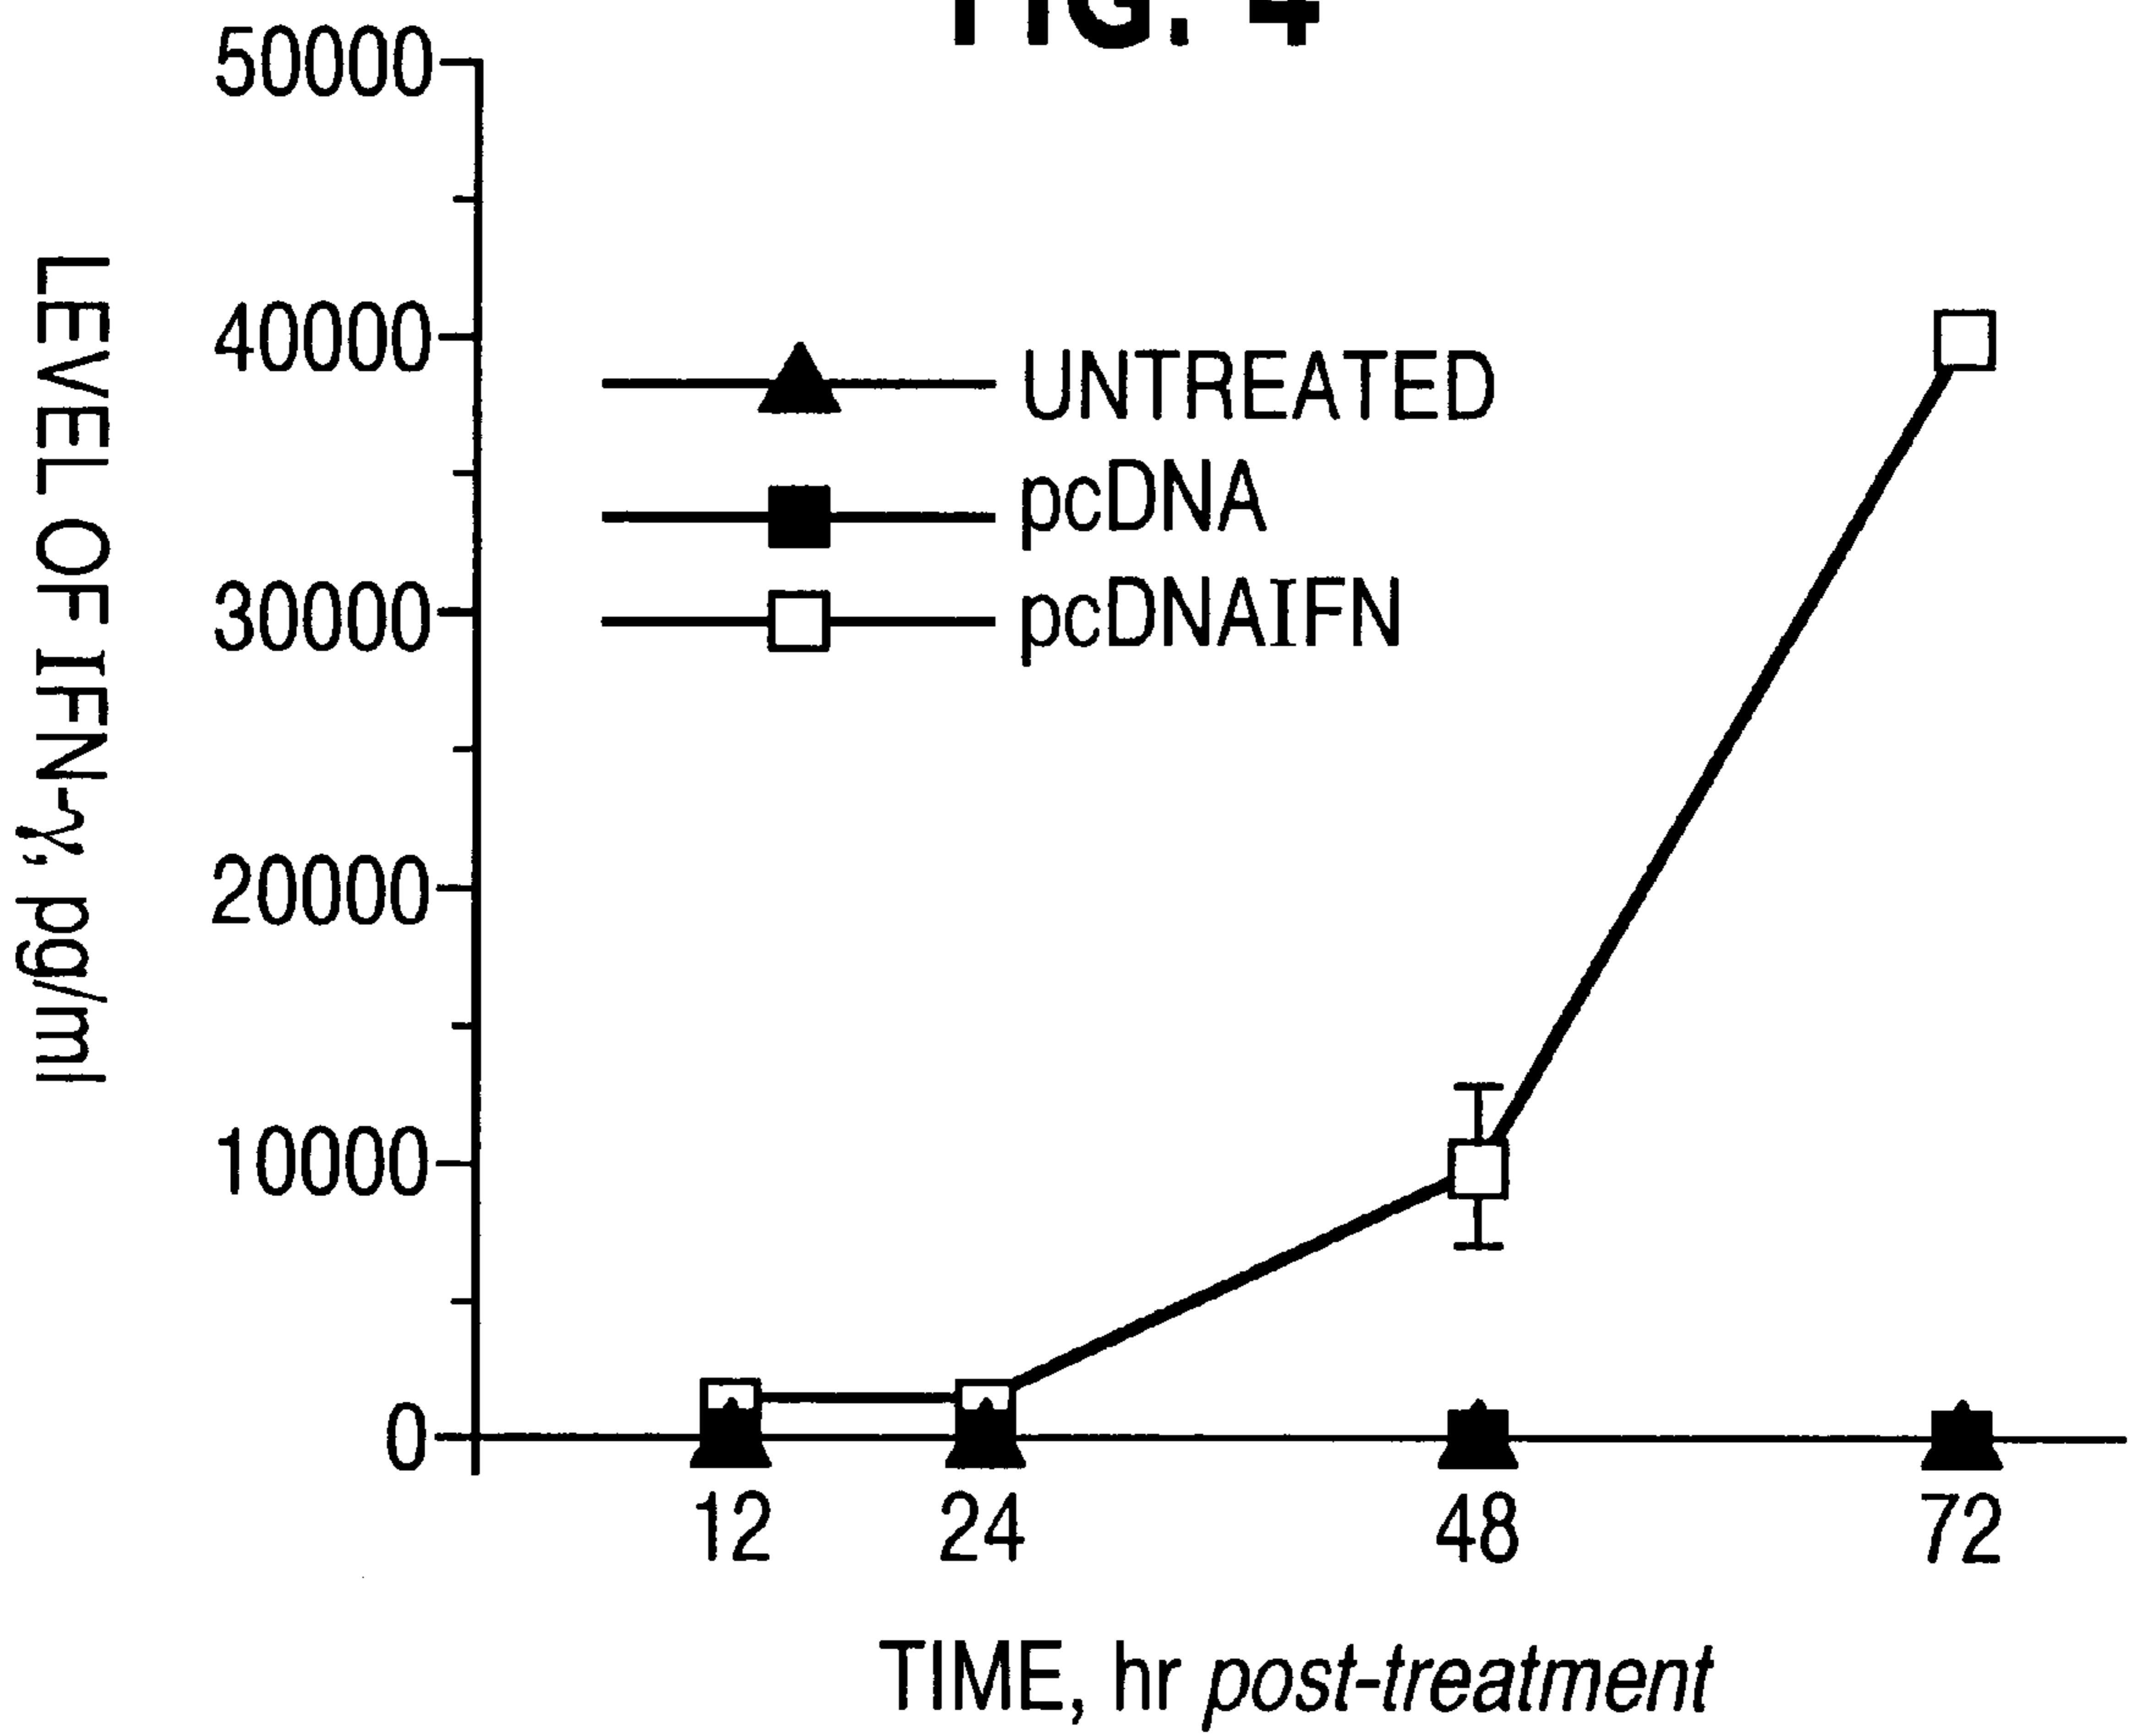 FIG. 4
50000
40000
30000
20000
10000
0
LEVEL OF IFN-γ, pg/ml
UNTREATED
pcDNA
pcDNAIFN
12 24 48 72
TIME, hr post-treatment